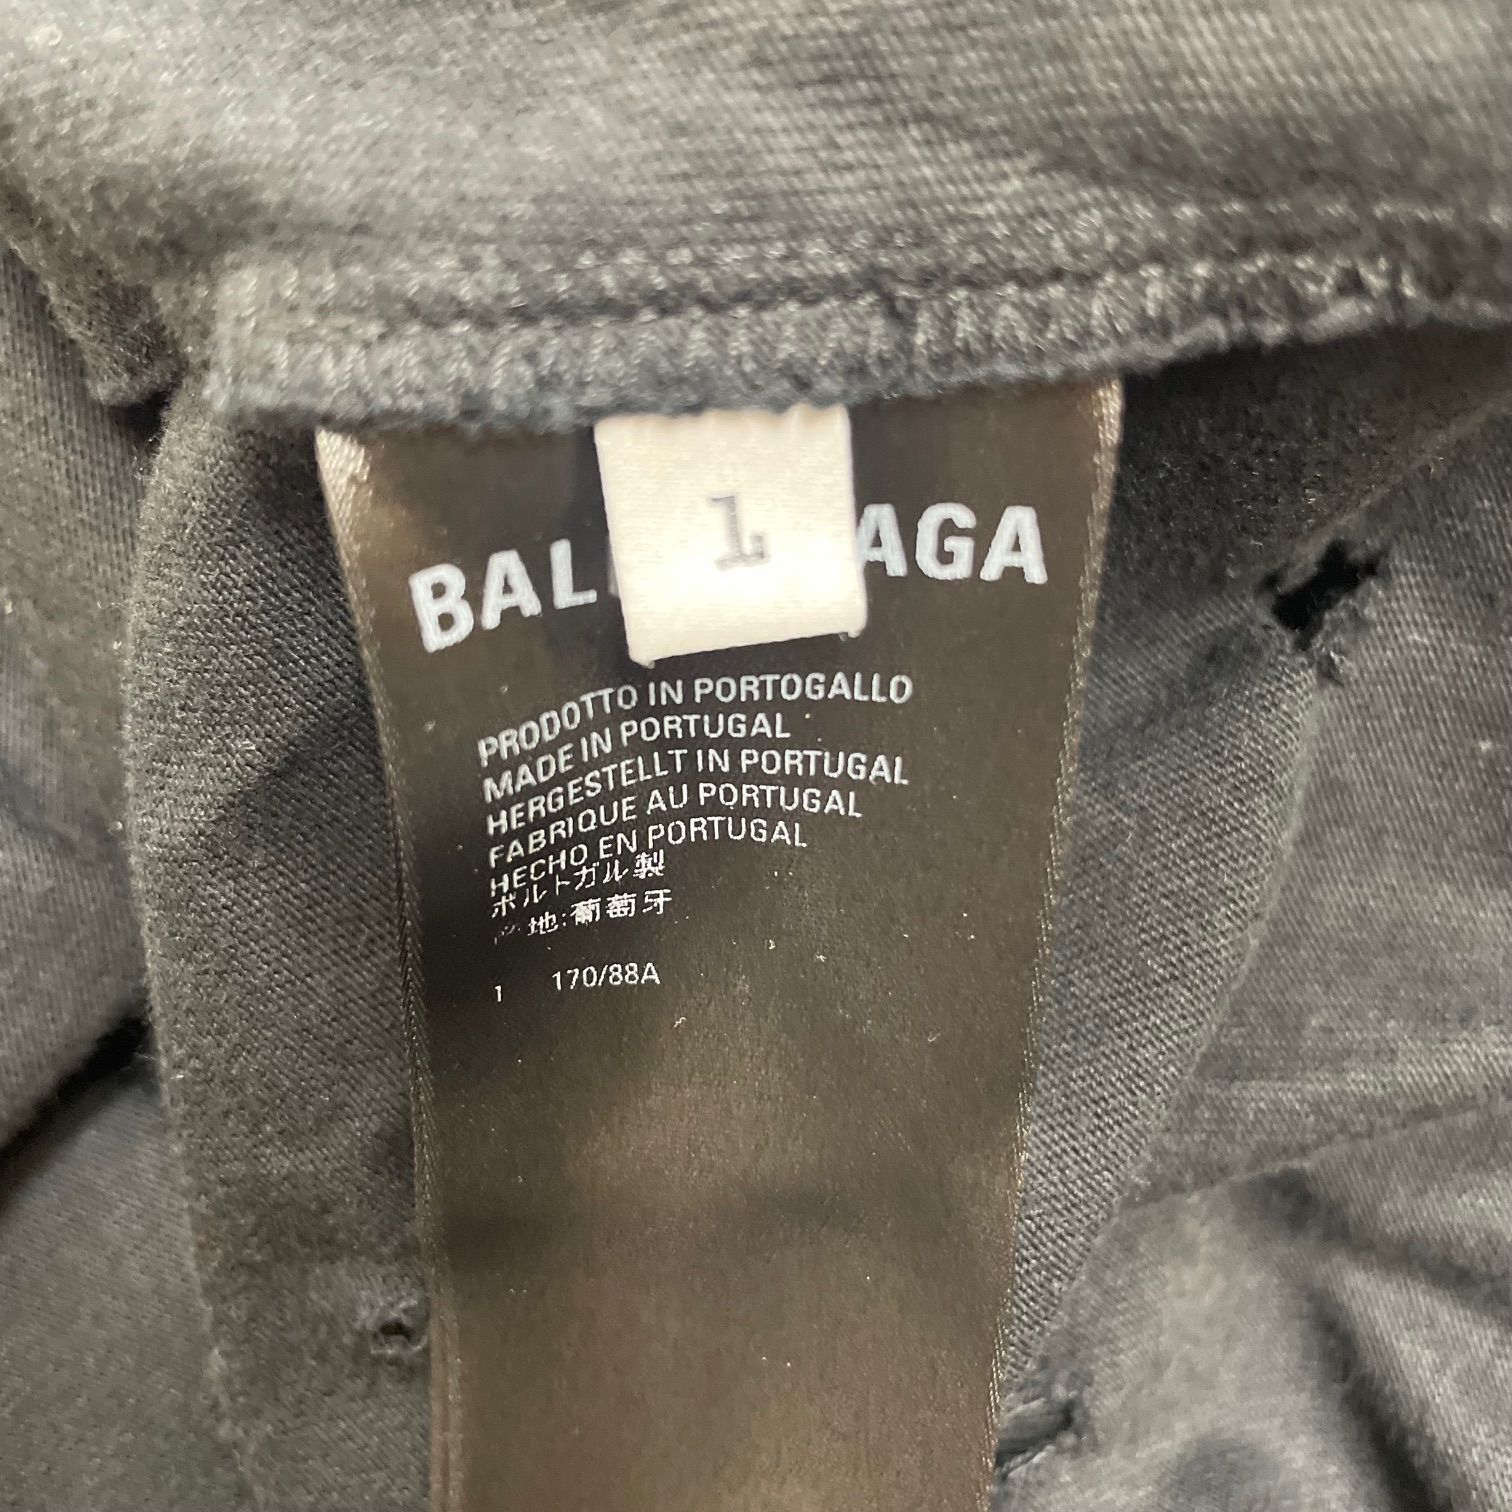 BAL AGA
1
PRODOTTO IN PORTOGALLO
MADE IN PORTUGAL
HERGESTELLT IN PORTUGAL
FABRIQUE AU PORTUGAL
HECHO EN PORTUGAL
ポルトガル製
地:葡萄牙
1 170/88A